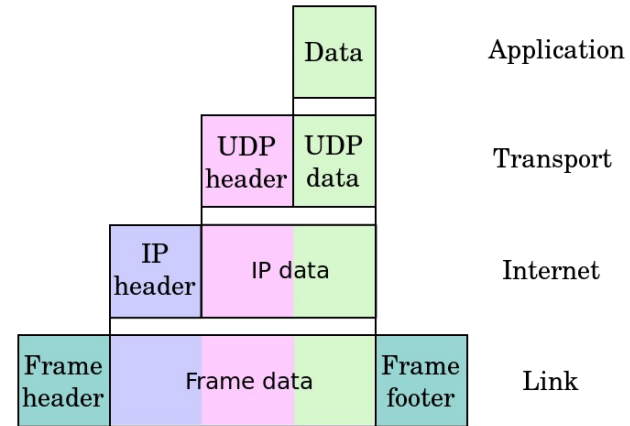 Data
Application
UDP
header
UDP
data
Transport
IP
header
IP data
Internet
Frame
header
Frame data
Frame
footer
Link